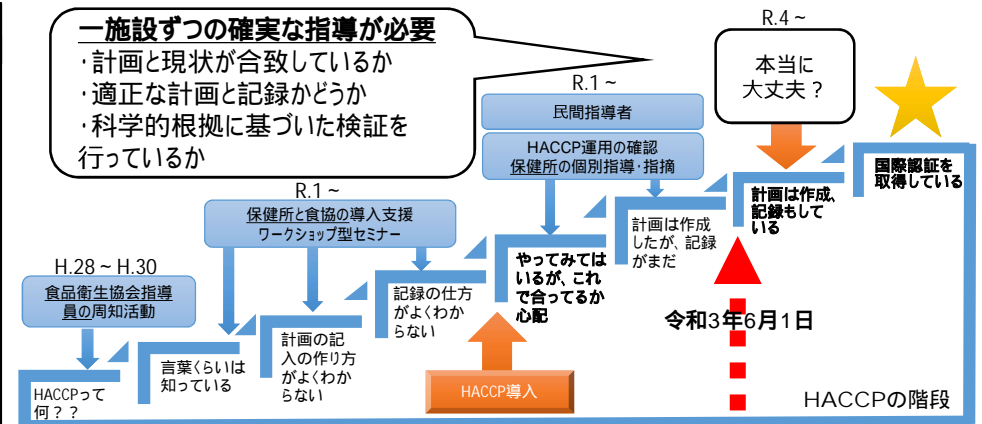 一施設ずつの確実な指導が必要
・計画と現状が合致しているか
・適正な計画と記録かどうか
・科学的根拠に基づいた検証を
行っているか
R.4～
本当に
大丈夫？
R.1～
民間指導者
HACCP運用の確認
保健所の個別指導・指摘
R.1～
保健所と食協の導入支援
ワークショップ型セミナー
H.28～H.30
食品衛生協会指導
員の周知活動
HACCPって
何？？
言葉くらいは
知っている
計画の記
入の作り方
がよくわか
らない
記録の仕方
がよくわか
らない
やってみては
いるが、これ
で合ってるか
心配
計画は作成
したが、記録
がまだ
計画は作成、
記録もして
いる
国際認証を
取得している
HACCP導入
令和3年6月1日
HACCPの階段